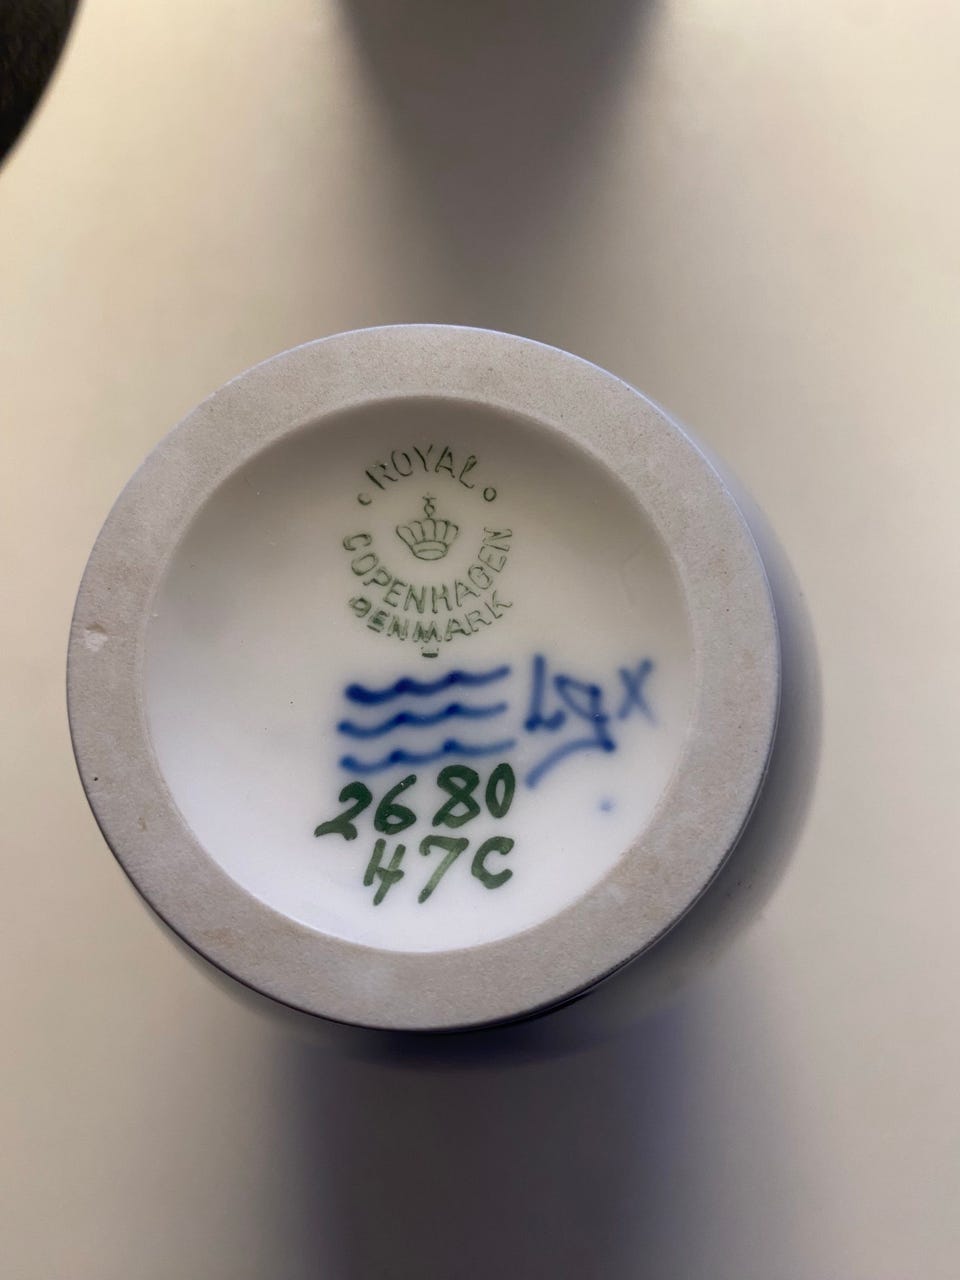 ROYAL
COPENHAGEN
DENMARK
2680
47C